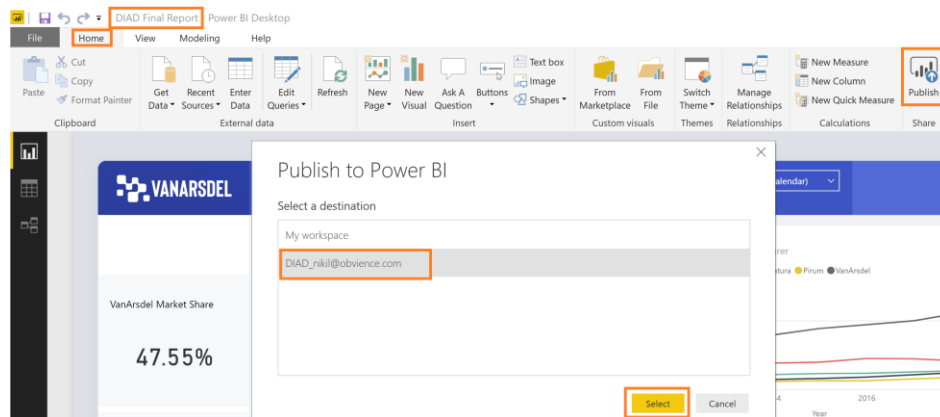 DIAD Final Report - Power BI Desktop
File Home View Modeling Help
Paste
Cut
Copy
Format Painter
Get Data
Recent Sources
Enter Data
Edit Queries
Refresh
New Page
New Visual
Ask A Question
Buttons
Text box
Image
Shapes
From Marketplace
From File
Switch Theme
Manage Relationships
New Measure
New Column
New Quick Measure
Publish
Clipboard External data Insert Custom visuals Themes Relationships Calculations Share
VANARSDEL
Publish to Power BI
Select a destination
My workspace
DIAD_nikil@obvience.com
Select Cancel
VanArsdel Market Share
47.55%
alendar)
Pirum VanArsdel
2016
Year